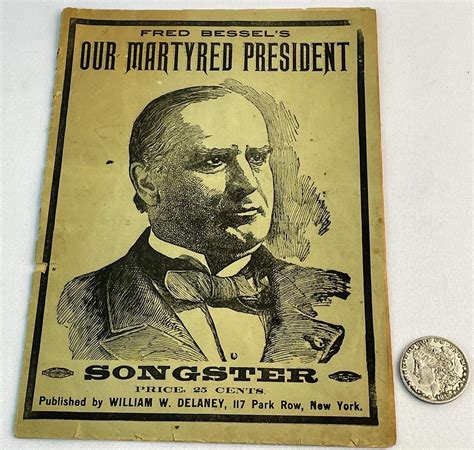 FRED BESSEL'S
OUR MARTYRED PRESIDENT
SONGSTER
PRICE, 25 CENTS.
Published by WILLIAM W. DELANEY, 117 Park Row, New York.